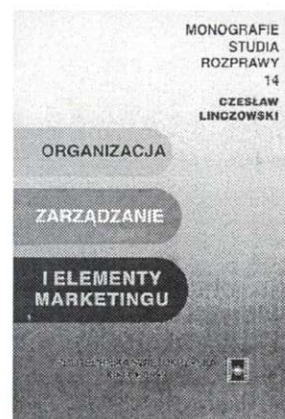 MONOGRAFIE
STUDIA
ROZPRAWY
14
CZESŁAW
LINCZOWSKI
ORGANIZACJA
ZARZĄDZANIE
I ELEMENTY
MARKETINGU